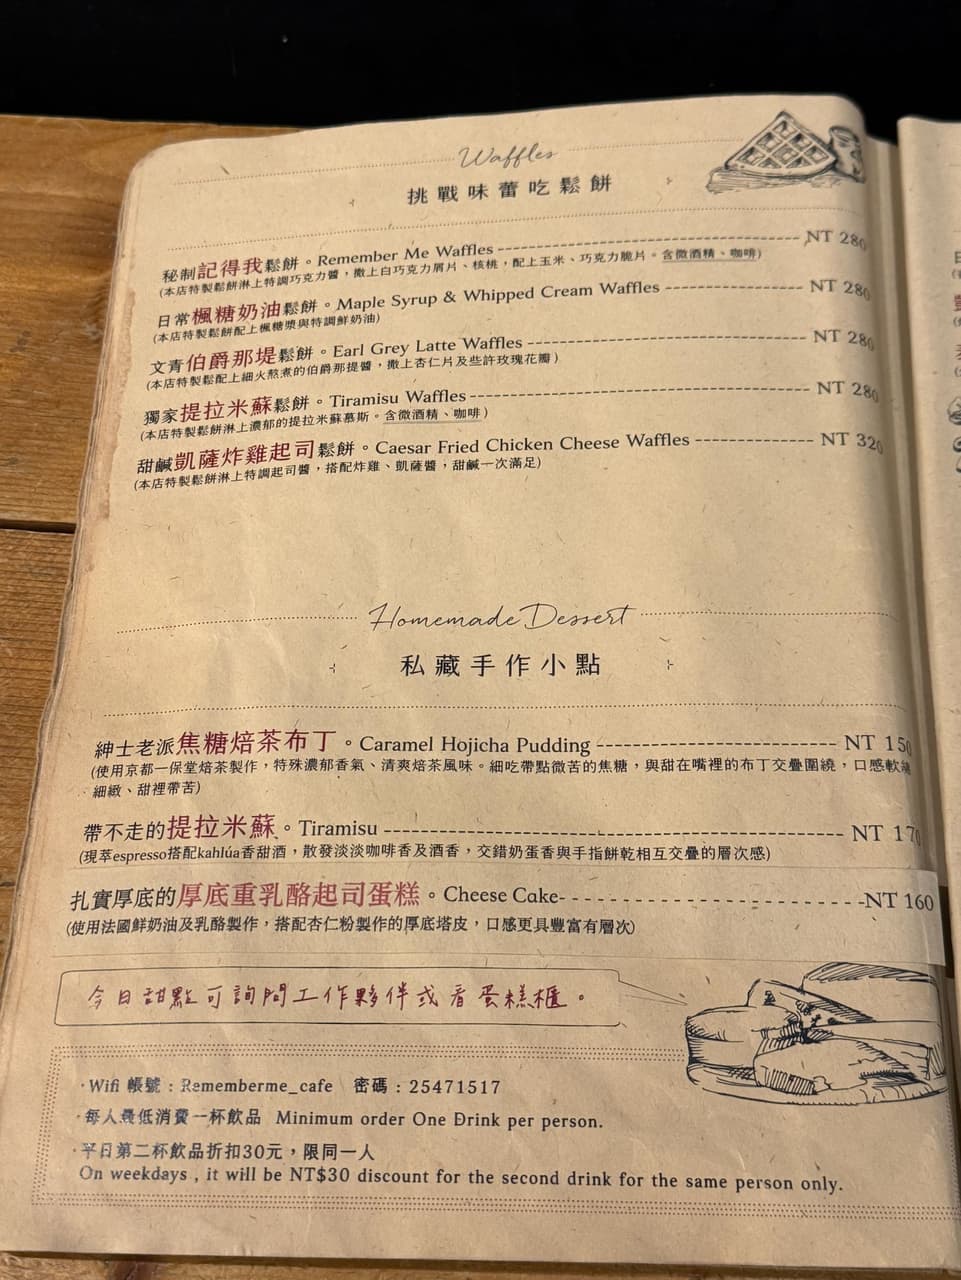 Waffles
挑戰味蕾吃鬆餅
秘制記得我鬆餅。Remember Me Waffles ---------- NT 280
(本店特製鬆餅淋上特調巧克力醬，撒上白巧克力屑片、核桃，配上玉米、巧克力脆片。含微酒精、咖啡)
日常楓糖奶油鬆餅。Maple Syrup & Whipped Cream Waffles ---------- NT 280
(本店特製鬆餅配上楓糖漿與特調鮮奶油)
文青伯爵那堤鬆餅。Earl Grey Latte Waffles ---------- NT 280
(本店特製鬆配上細火熬煮的伯爵那提醬，撒上杏仁片及些許玫瑰花瓣)
獨家提拉米蘇鬆餅。Tiramisu Waffles ---------- NT 280
(本店特製鬆餅淋上濃郁的提拉米蘇慕斯。含微酒精、咖啡)
甜鹹凱薩炸雞起司鬆餅。Caesar Fried Chicken Cheese Waffles ---------- NT 320
(本店特製鬆餅淋上特調起司醬，搭配炸雞、凱薩醬，甜鹹一次滿足)
Homemade Dessert
私藏手作小點
紳士老派焦糖焙茶布丁。Caramel Hojicha Pudding ---------- NT 150
(使用京都一保堂焙茶製作，特殊濃郁香氣、清爽焙茶風味。細吃帶點微苦的焦糖，與甜在嘴裡的布丁交疊圍繞，口感軟綿
細緻、甜裡帶苦)
帶不走的提拉米蘇。Tiramisu ---------- NT 170
(現萃espresso搭配kahlúa香甜酒，散發淡淡咖啡香及酒香，交錯奶蛋香與手指餅乾相互交疊的層次感)
扎實厚底的厚底重乳酪起司蛋糕。Cheese Cake ---------- NT 160
(使用法國鮮奶油及乳酪製作，搭配杏仁粉製作的厚底塔皮，口感更具豐富有層次)
今日甜點可詢問工作夥伴或看蛋糕櫃。
·Wifi 帳號：Rememberme_cafe 密碼：25471517
·每人最低消費一杯飲品 Minimum order One Drink per person.
·平日第二杯飲品折扣30元，限同一人
On weekdays , it will be NT$30 discount for the second drink for the same person only.